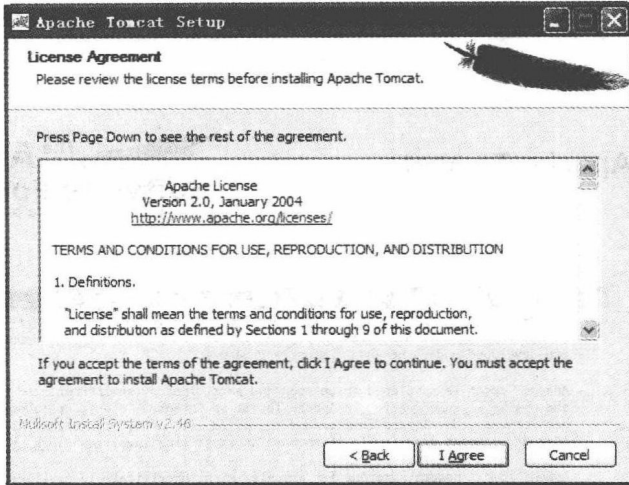 Apache Tomcat Setup
License Agreement
Please review the license terms before installing Apache Tomcat.
Press Page Down to see the rest of the agreement.
Apache License
Version 2.0, January 2004
http://www.apache.org/licenses/
TERMS AND CONDITIONS FOR USE, REPRODUCTION, AND DISTRIBUTION
1. Definitions.
"License" shall mean the terms and conditions for use, reproduction,
and distribution as defined by Sections 1 through 9 of this document.
If you accept the terms of the agreement, click I Agree to continue. You must accept the
agreement to install Apache Tomcat.
Nullsoft Install System v2.46
< Back I Agree Cancel